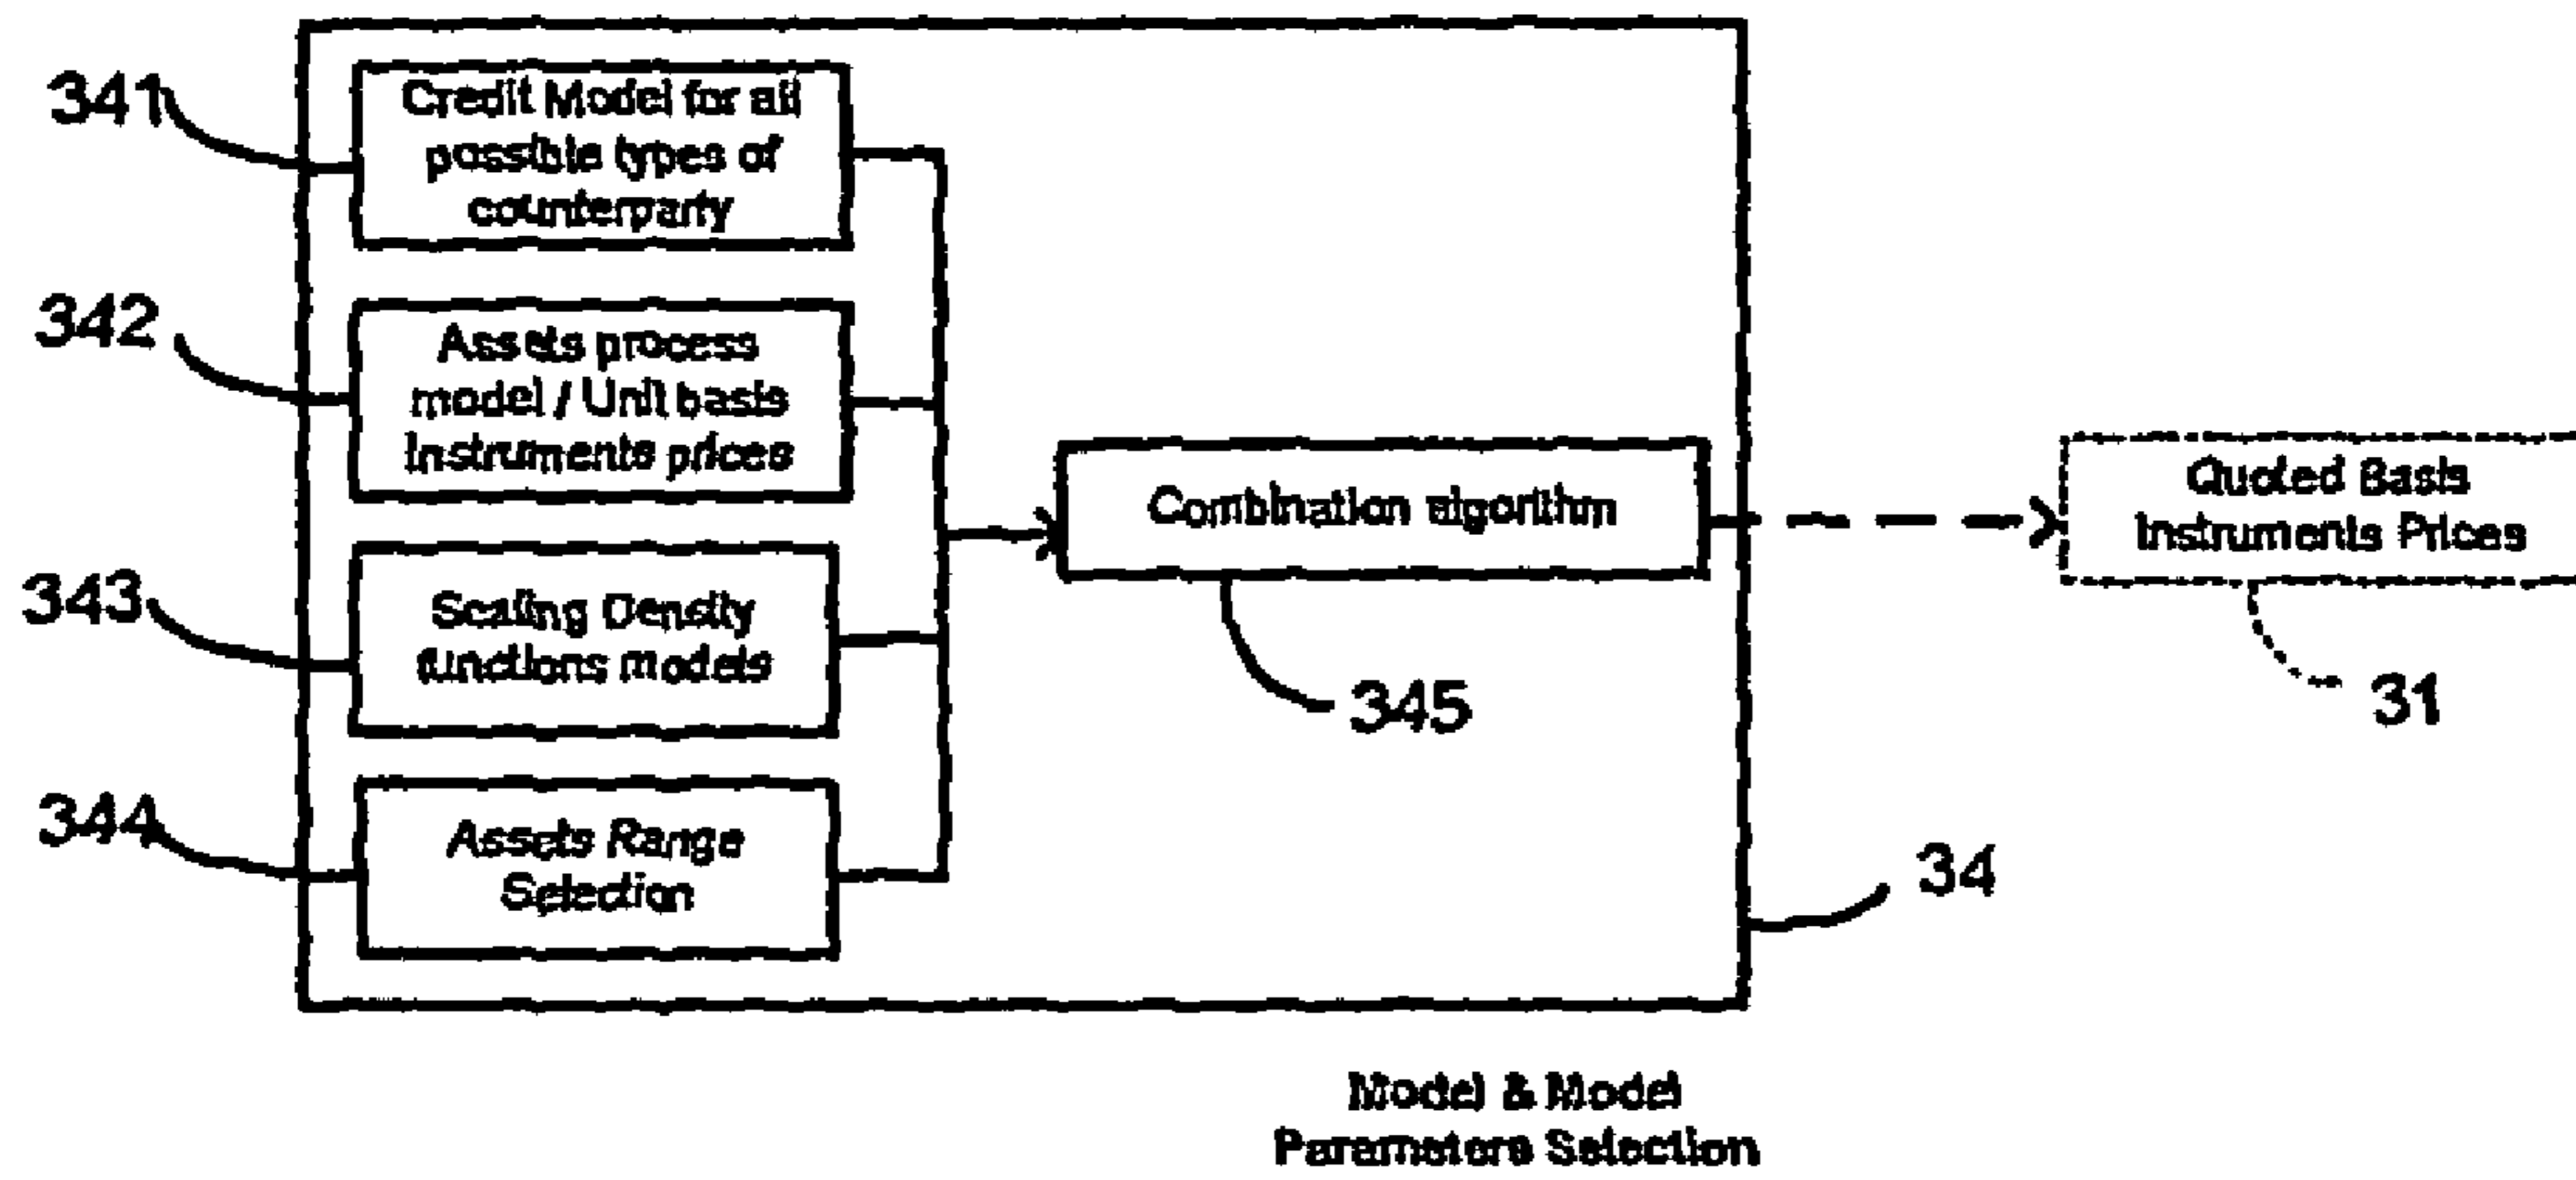 341
Credit Model for all
possible types of
counterparty
342
Assets process
model / Unit basis
Instruments prices
343
Scaling Density
functions models
344
Assets Range
Selection
Combination algorithm
345
Quoted Basis
Instruments Prices
31
34
Model & Model
Parameters Selection